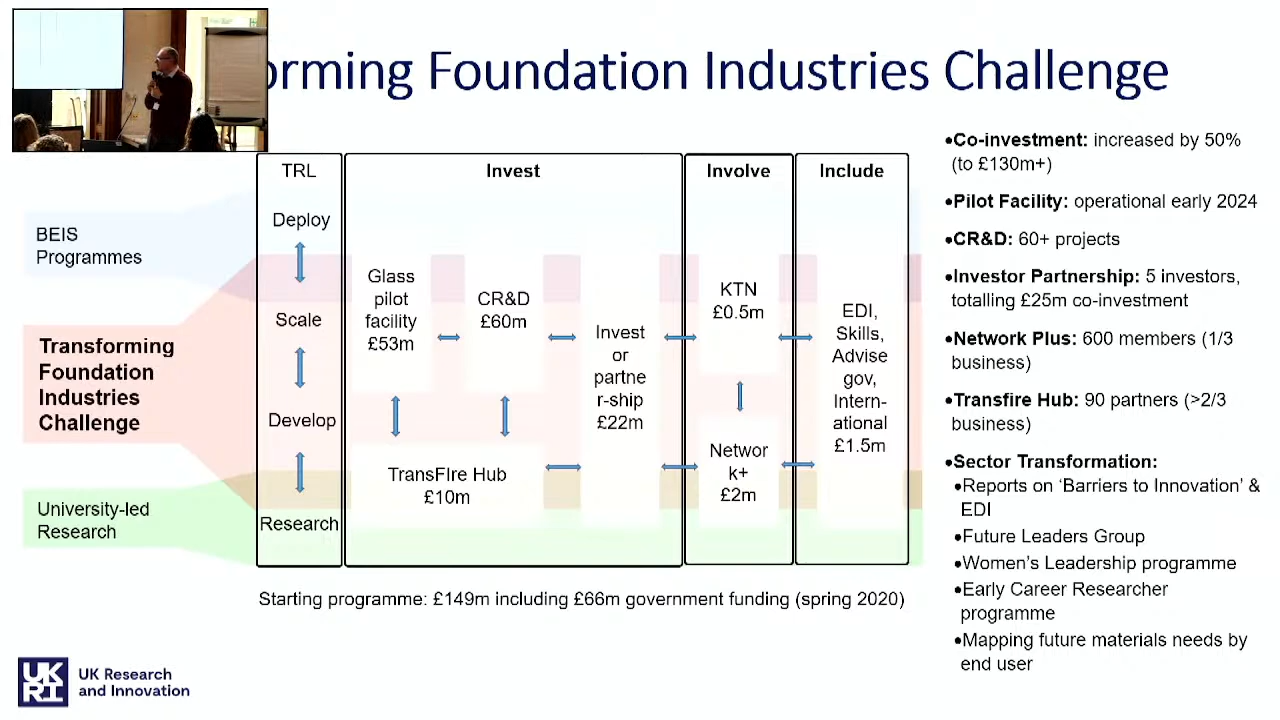 orming Foundation Industries Challenge
BEIS
Programmes
Transforming
Foundation
Industries
Challenge
University-led
Research
TRL
Deploy
Scale
Develop
Research
Invest
Glass
pilot
facility
£53m
CR&D
£60m
Invest
or
partne
r-ship
£22m
TransFIre Hub
£10m
Involve
KTN
£0.5m
Networ
k+
£2m
Include
EDI,
Skills,
Advise
gov,
Intern-
ational
£1.5m
Starting programme: £149m including £66m government funding (spring 2020)
•Co-investment: increased by 50%
(to £130m+)
•Pilot Facility: operational early 2024
•CR&D: 60+ projects
•Investor Partnership: 5 investors,
totalling £25m co-investment
•Network Plus: 600 members (1/3
business)
•Transfire Hub: 90 partners (>2/3
business)
•Sector Transformation:
•Reports on ‘Barriers to Innovation’ &
EDI
•Future Leaders Group
•Women’s Leadership programme
•Early Career Researcher
programme
•Mapping future materials needs by
end user
UK
RI
UK Research
and Innovation